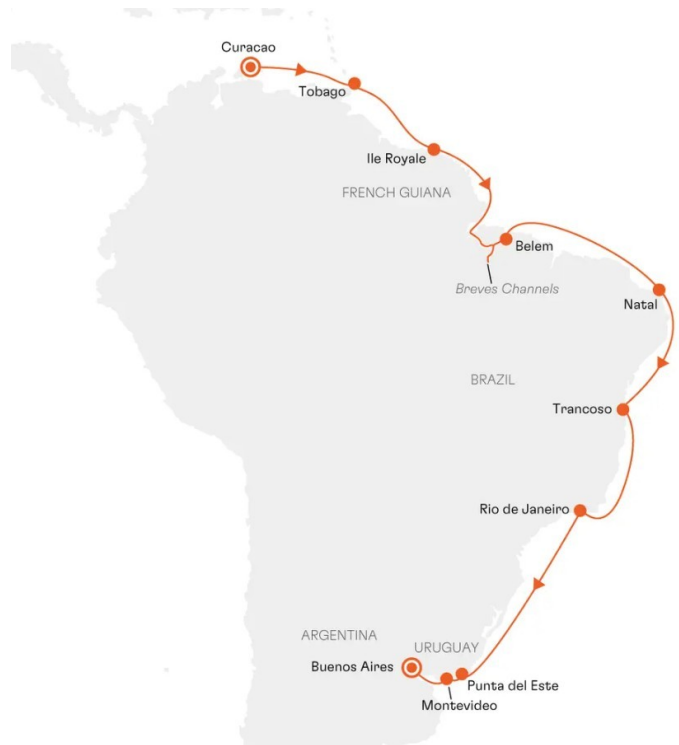 Curacao
Tobago
Ile Royale
FRENCH GUIANA
Belem
Breves Channels
Natal
BRAZIL
Trancoso
Rio de Janeiro
ARGENTINA
URUGUAY
Buenos Aires
Punta del Este
Montevideo